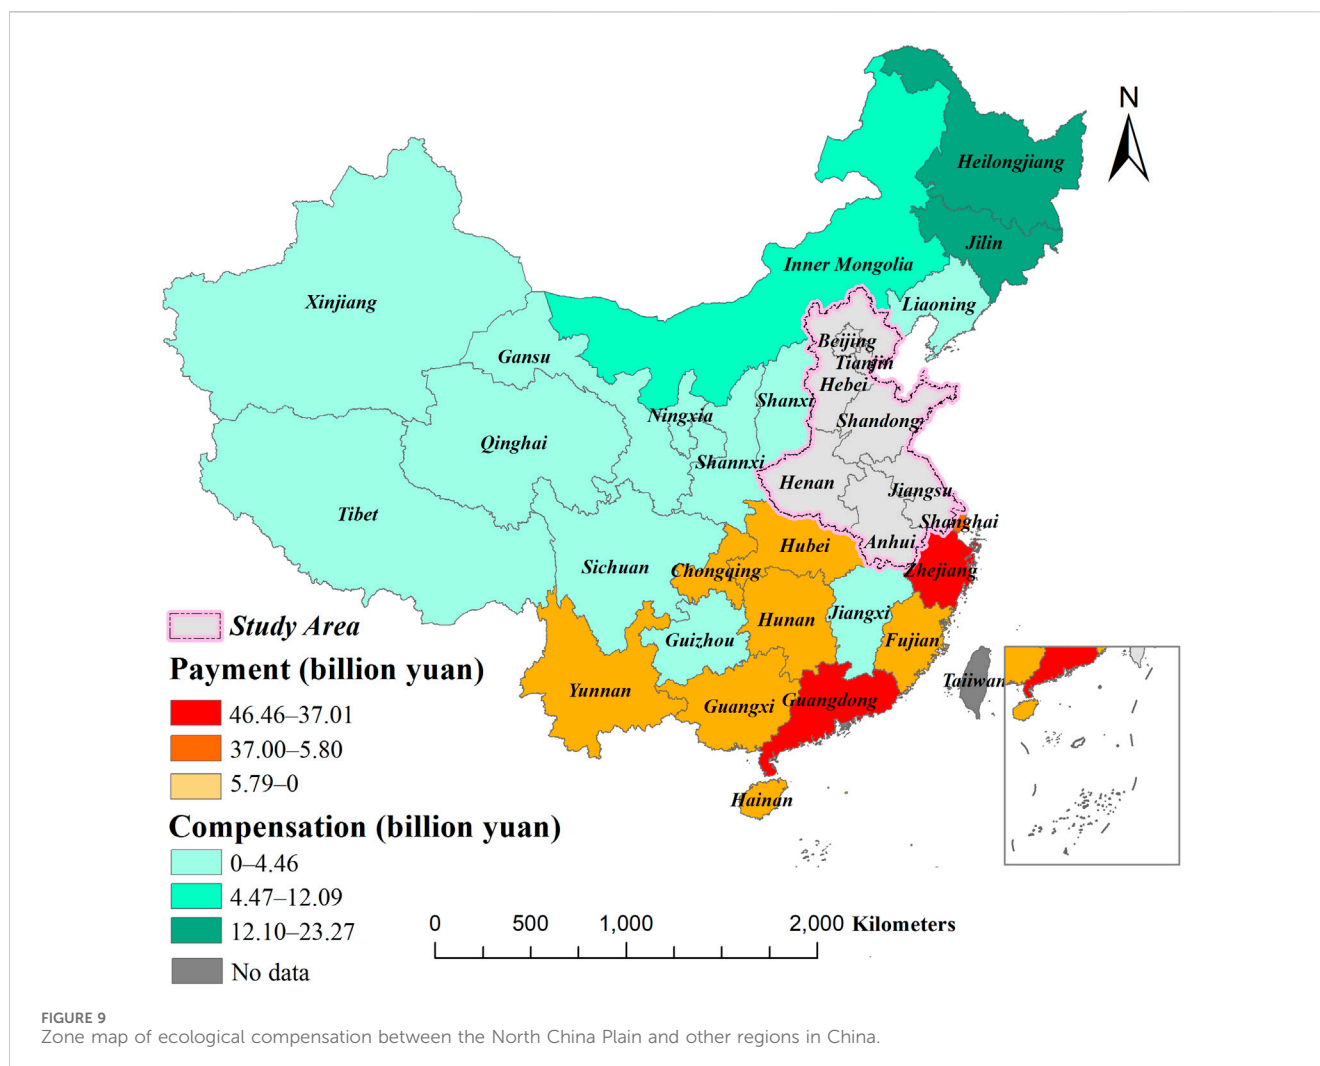 N
Heilongjiang
Jilin
Inner Mongolia
Liaoning
Xinjiang
Beijing
Gansu
Tianjin
Hebei
Shanxi
Ningxia
Shandong
Qinghai
Shannxi
Henan
Jiangsu
Tibet
Shanghai
Anhui
Hubei
Sichuan
Chongqing
Zhejiang
Jiangxi
Hunan
Guizhou
Fujian
Yunnan
Guangxi
Guangdong
Taiiwan
Hainan
Study Area
Payment (billion yuan)
46.46–37.01
37.00–5.80
5.79–0
Compensation (billion yuan)
0–4.46
4.47–12.09
12.10–23.27
No data
0 500 1,000 2,000 Kilometers
FIGURE 9
Zone map of ecological compensation between the North China Plain and other regions in China.